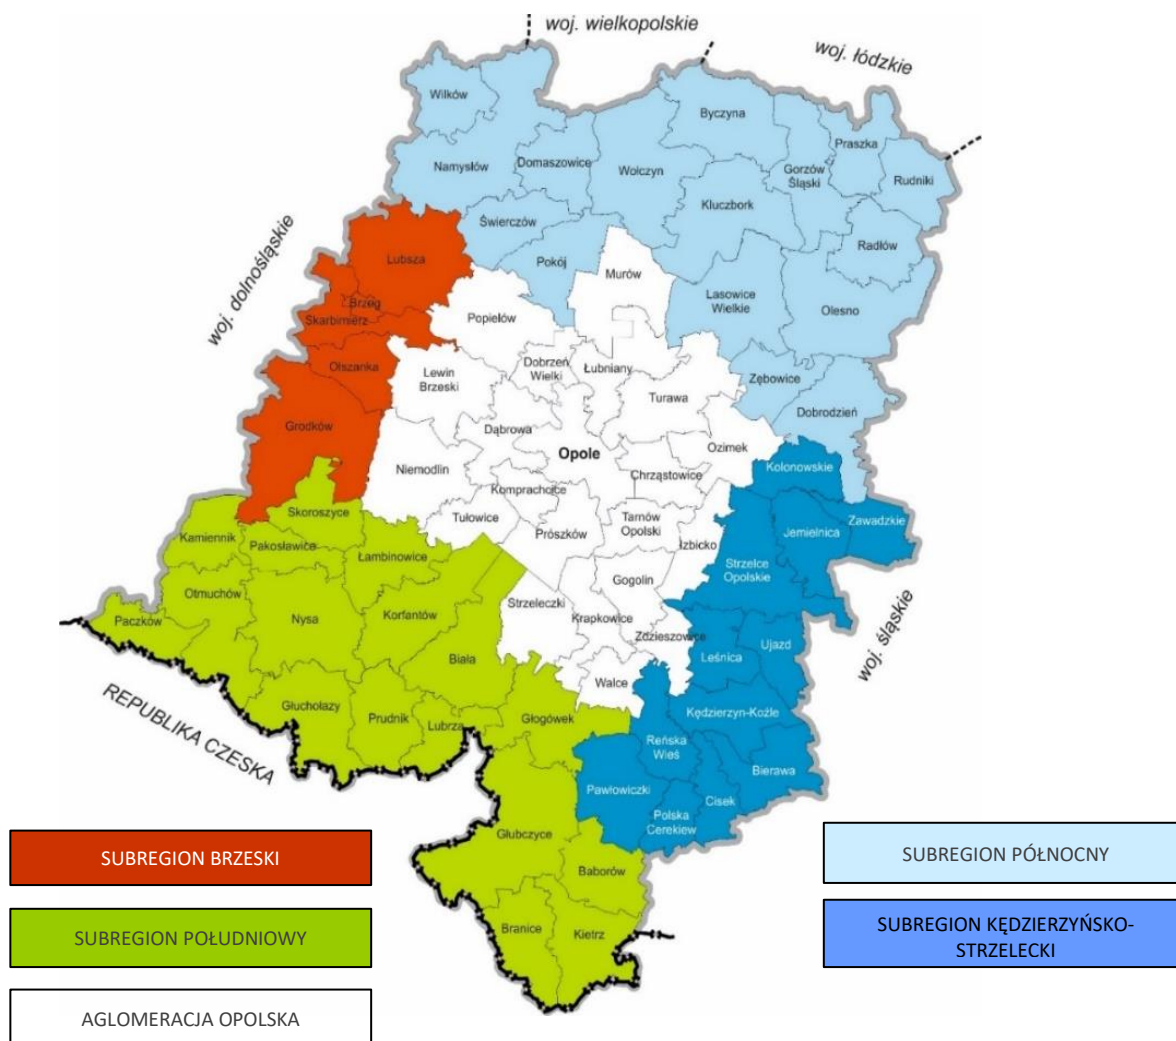 woj. wielkopolskie
woj. łódzkie
Wilków
Byczyna
Praszka
Namysłów
Domaszowice
Wołczyn
Gorzów
Śląski
Rudniki
Kluczbork
Świerczów
Radłów
woj. dolnośląskie
Lubsza
Pokój
Murów
Lasowice
Wielkie
Olesno
Brzeg
Skarbimierz
Popielów
Olszanka
Lewin
Brzeski
Dobrzeń
Wielki
Łubniany
Zębowice
Turawa
Dobrodzień
Grodków
Dąbrowa
Opole
Ozimek
Niemodlin
Kolonowskie
Chrząstowice
Komprachcice
Skoroszyce
Tułowice
Prószków
Tarnów
Opolski
Zawadzkie
Jemielnica
Kamiennik
Pakosławice
Łambinowice
Izbicko
Strzelce
Opolskie
Gogolin
Otmuchów
Paczków
Nysa
Korfantów
Strzeleczki
Krapkowice
Zdzieszowice
Ujazd
woj. śląskie
Leśnica
Biała
Walce
REPUBLIKA CZESKA
Głuchołazy
Prudnik
Lubrza
Głogówek
Kędzierzyn-Koźle
Reńska
Wieś
Bierawa
Pawłowiczki
Cisek
Polska
Cerekiew
Głubczyce
Baborów
Branice
Kietrz
SUBREGION BRZESKI
SUBREGION POŁUDNIOWY
AGLOMERACJA OPOLSKA
SUBREGION PÓŁNOCNY
SUBREGION KĘDZIERZYŃSKO-
STRZELECKI